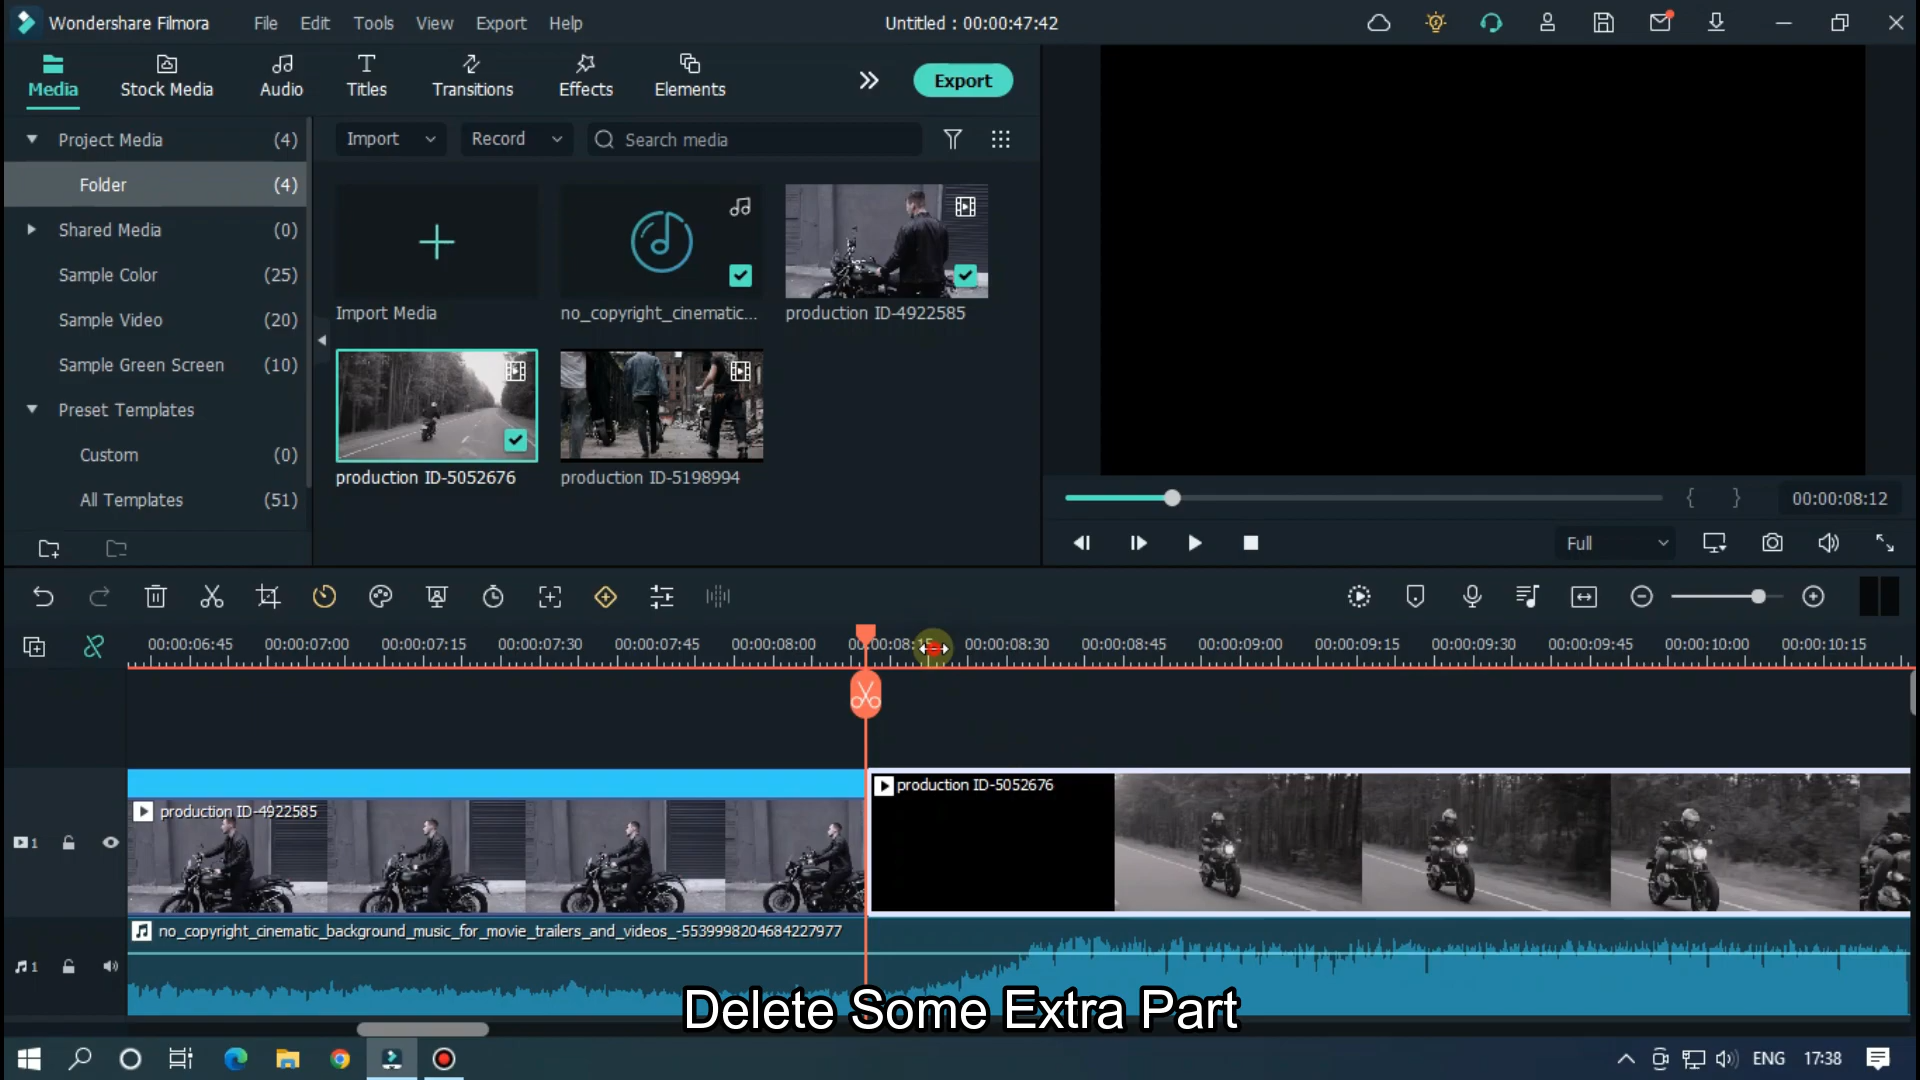 Wondershare Filmora File Edit Tools View Export Help Untitled : 00:00:47:42
Media Stock Media Audio Titles Transitions Effects Elements Export
Project Media (4) Import Record Search media
Folder (4)
Shared Media (0)
Sample Color (25)
Sample Video (20)
Sample Green Screen (10)
Preset Templates
Custom (0)
All Templates (51)
Import Media no_copyright_cinematic... production ID-4922585
production ID-5052676 production ID-5198994
00:00:08:12
Full
00:00:06:45 00:00:07:00 00:00:07:15 00:00:07:30 00:00:07:45 00:00:08:00 00:00:08:15 00:00:08:30 00:00:08:45 00:00:09:00 00:00:09:15 00:00:09:30 00:00:09:45 00:00:10:00 00:00:10:15
production ID-5052676
production ID-4922585
1
no_copyright_cinematic_background_music_for_movie_trailers_and_videos_-5539998204684227977
1
Delete Some Extra Part
ENG 17:38